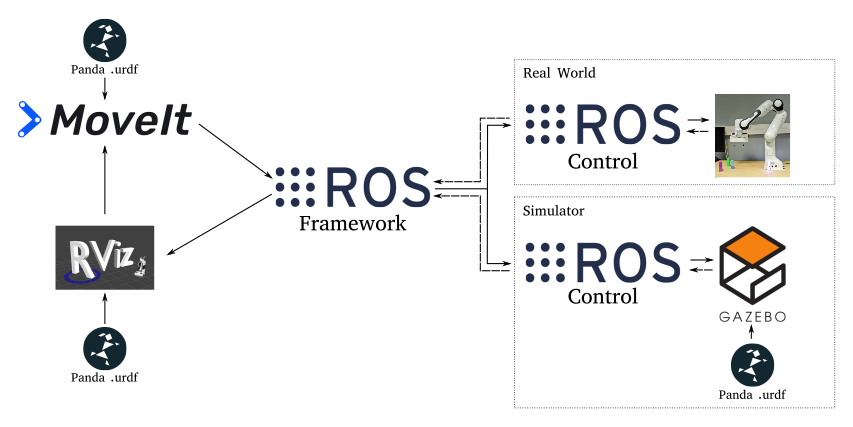 Panda .urdf
MoveIt
RViz
Panda .urdf
ROS
Framework
Real World
ROS
Control
Simulator
ROS
Control
GAZEBO
Panda .urdf